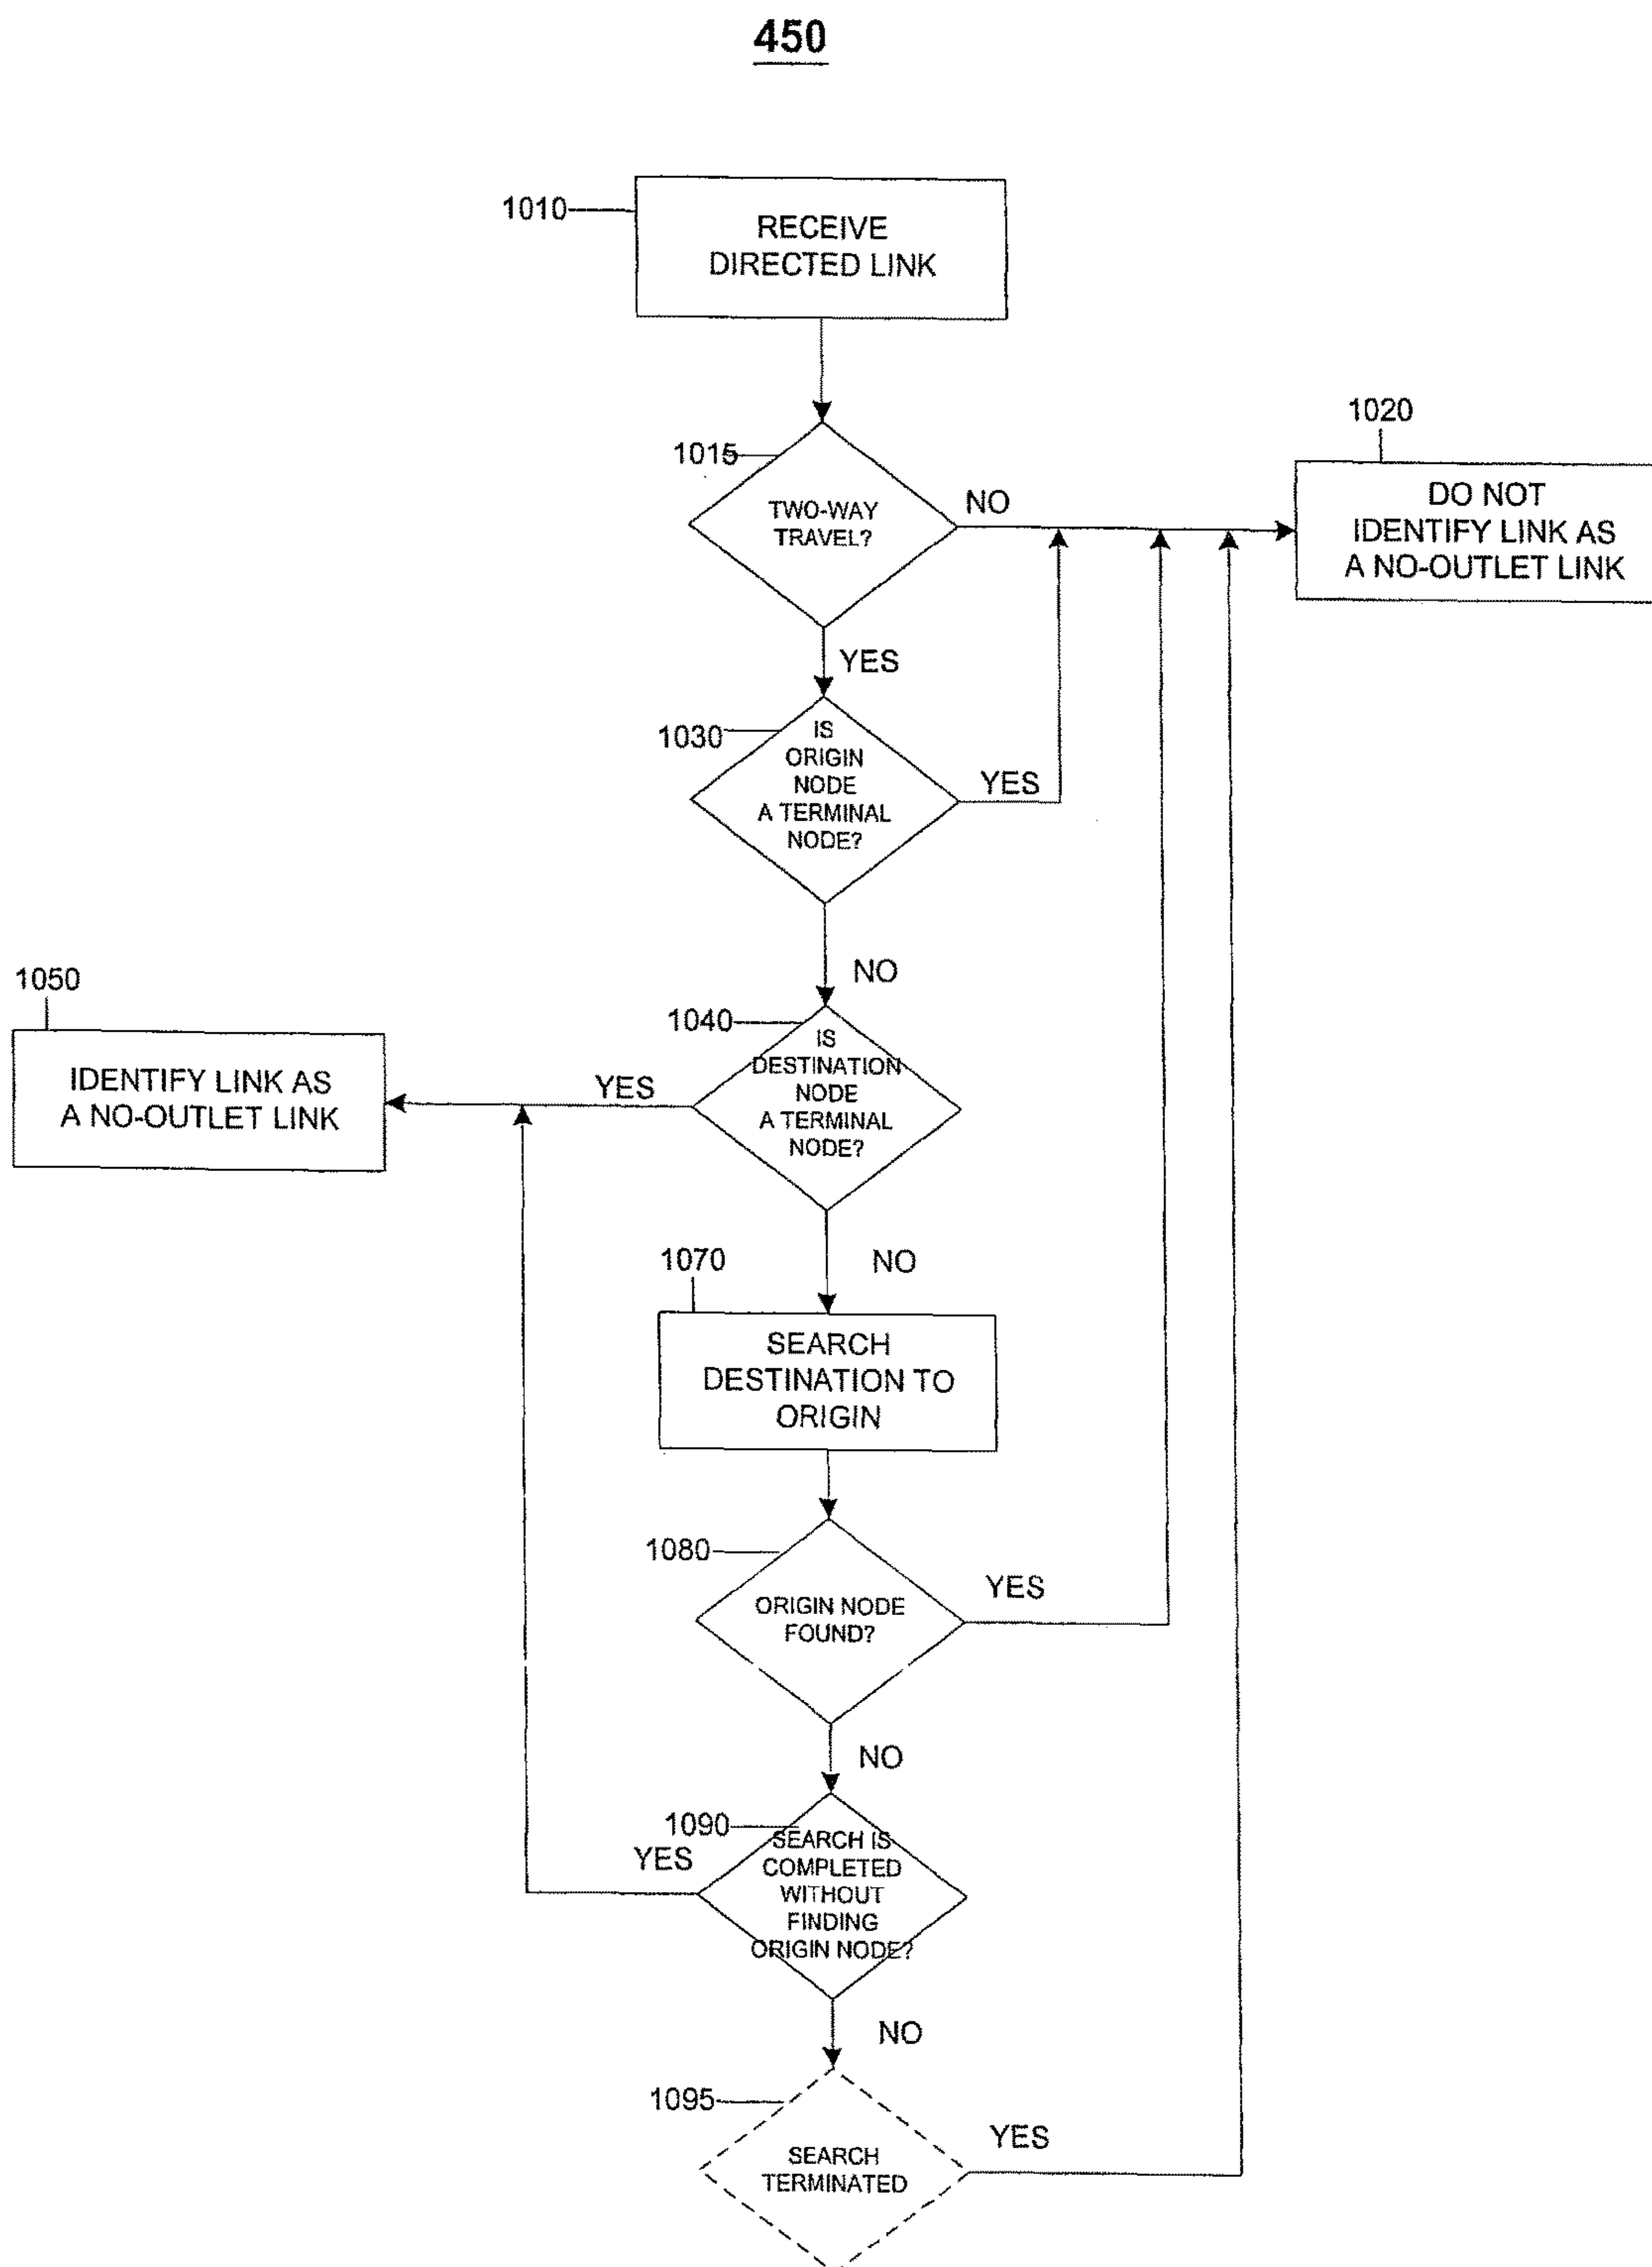 450
1010
RECEIVE
DIRECTED LINK
1020
1015
TWO-WAY
TRAVEL?
NO
DO NOT
IDENTIFY LINK AS
A NO-OUTLET LINK
YES
1030
IS
ORIGIN
NODE
A TERMINAL
NODE?
YES
NO
1050
1040
IS
DESTINATION
NODE
A TERMINAL
NODE?
YES
IDENTIFY LINK AS
A NO-OUTLET LINK
NO
1070
SEARCH
DESTINATION TO
ORIGIN
1080
ORIGIN NODE
FOUND?
YES
NO
1090
SEARCH IS
COMPLETED
WITHOUT
FINDING
ORIGIN NODE?
YES
NO
1095
SEARCH
TERMINATED
YES